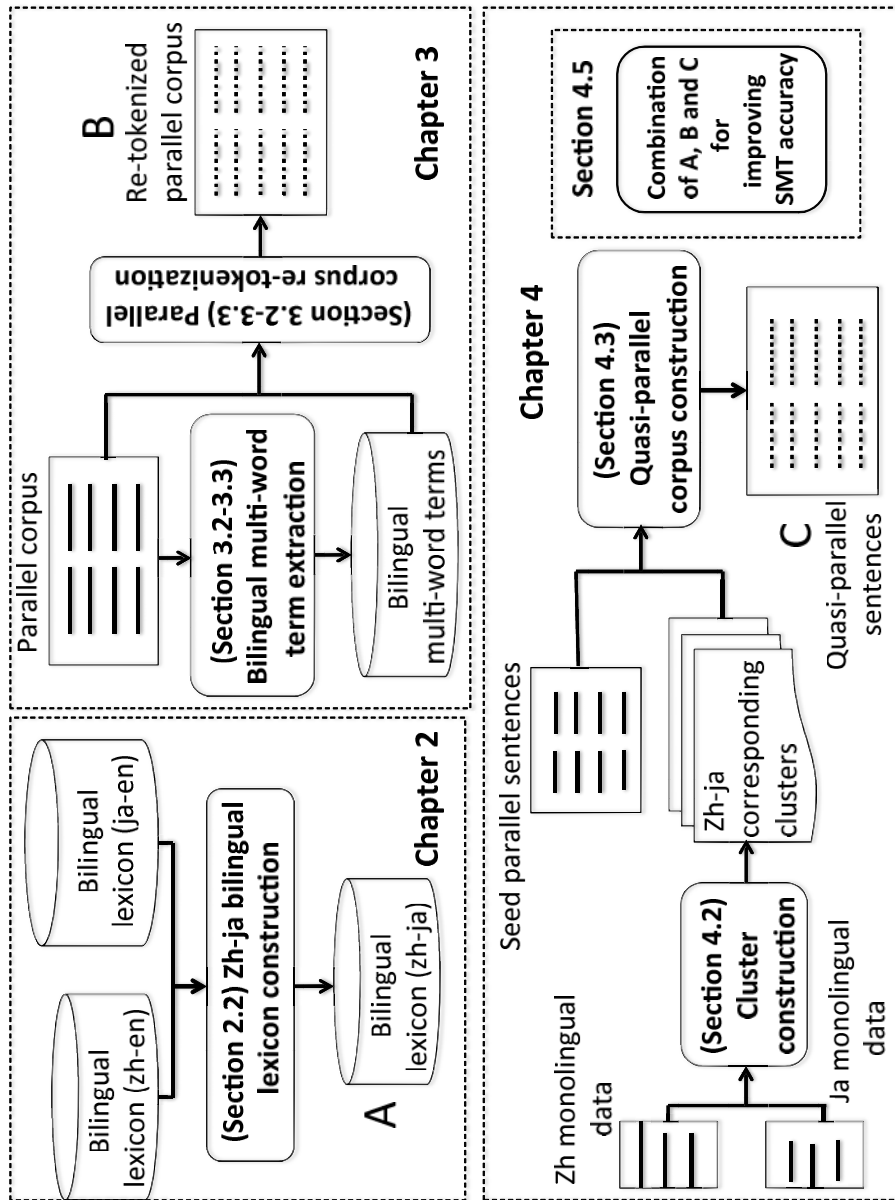 Bilingual
lexicon (zh-en)
Bilingual
lexicon (ja-en)
(Section 2.2) Zh-ja bilingual
lexicon construction
Bilingual
lexicon (zh-ja)
A
Chapter 2
Parallel corpus
(Section 3.2-3.3)
Bilingual multi-word
term extraction
Bilingual
multi-word terms
(Section 3.2-3.3) Parallel
corpus re-tokenization
B
Re-tokenized
parallel corpus
Chapter 3
Zh monolingual
data
Ja monolingual
data
(Section 4.2)
Cluster
construction
Zh-ja
corresponding
clusters
Seed parallel sentences
(Section 4.3)
Quasi-parallel
corpus construction
C
Quasi-parallel
sentences
Chapter 4
Section 4.5
Combination
of A, B and C
for
improving
SMT accuracy